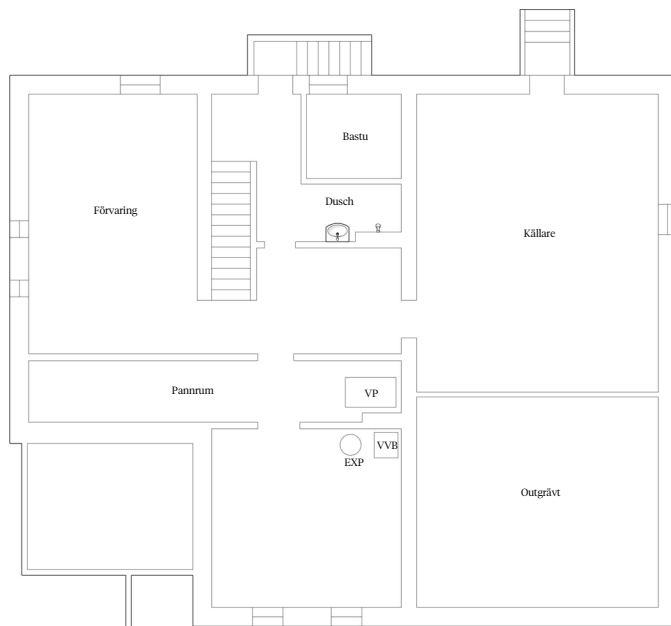 Bastu
Dusch
Förvaring
Källare
Pannrum
VP
VVB
EXP
Outgrävt